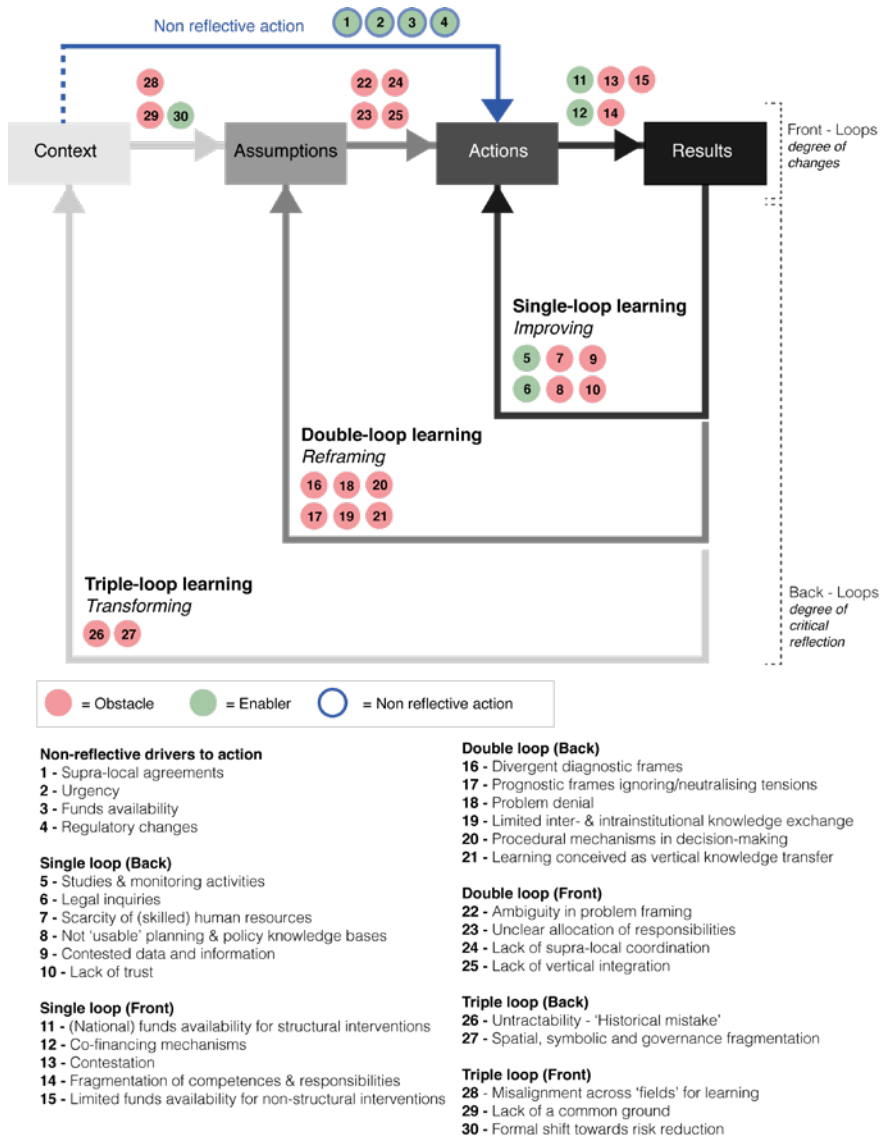 Non reflective action
1 2 3 4
28
29 30
22 24
23 25
11 13 15
12 14
Context
Assumptions
Actions
Results
Front - Loops
degree of
changes
Single-loop learning
Improving
5 7 9
6 8 10
Double-loop learning
Reframing
16 18 20
17 19 21
Triple-loop learning
Transforming
26 27
Back - Loops
degree of
critical
reflection
= Obstacle
= Enabler
= Non reflective action
Non-reflective drivers to action
1 - Supra-local agreements
2 - Urgency
3 - Funds availability
4 - Regulatory changes
Single loop (Back)
5 - Studies & monitoring activities
6 - Legal inquiries
7 - Scarcity of (skilled) human resources
8 - Not 'usable' planning & policy knowledge bases
9 - Contested data and information
10 - Lack of trust
Single loop (Front)
11 - (National) funds availability for structural interventions
12 - Co-financing mechanisms
13 - Contestation
14 - Fragmentation of competences & responsibilities
15 - Limited funds availability for non-structural interventions
Double loop (Back)
16 - Divergent diagnostic frames
17 - Prognostic frames ignoring/neutralising tensions
18 - Problem denial
19 - Limited inter- & intrainstitutional knowledge exchange
20 - Procedural mechanisms in decision-making
21 - Learning conceived as vertical knowledge transfer
Double loop (Front)
22 - Ambiguity in problem framing
23 - Unclear allocation of responsibilities
24 - Lack of supra-local coordination
25 - Lack of vertical integration
Triple loop (Back)
26 - Untractability - 'Historical mistake'
27 - Spatial, symbolic and governance fragmentation
Triple loop (Front)
28 - Misalignment across 'fields' for learning
29 - Lack of a common ground
30 - Formal shift towards risk reduction